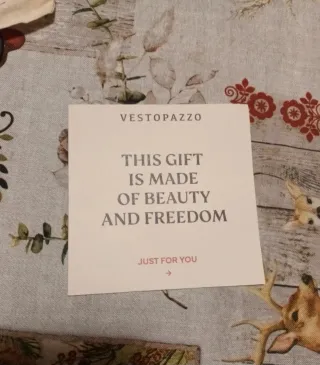 VESTOPAZZO
THIS GIFT
IS MADE
OF BEAUTY
AND FREEDOM
JUST FOR YOU
→